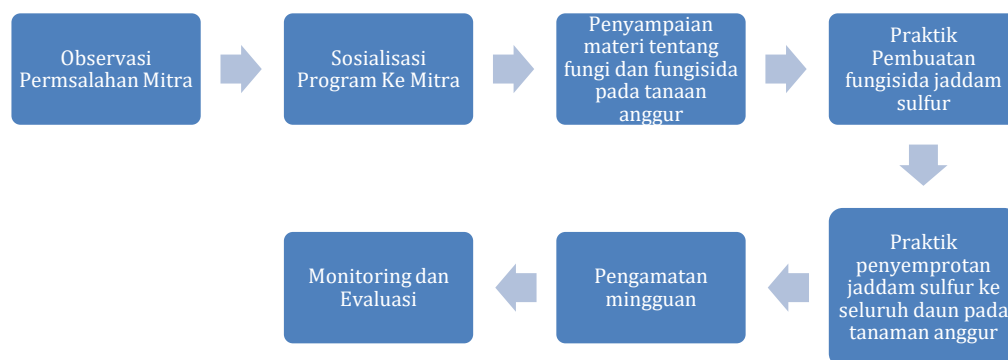 Observasi
Permsalahan Mitra
Sosialisasi
Program Ke Mitra
Penyampaian
materi tentang
fungi dan fungisida
pada tanaan
anggur
Praktik
Pembuatan
fungisida jaddam
sulfur
Praktik
penyemprotan
jaddam sulfur ke
seluruh daun pada
tanaman anggur
Pengamatan
mingguan
Monitoring dan
Evaluasi